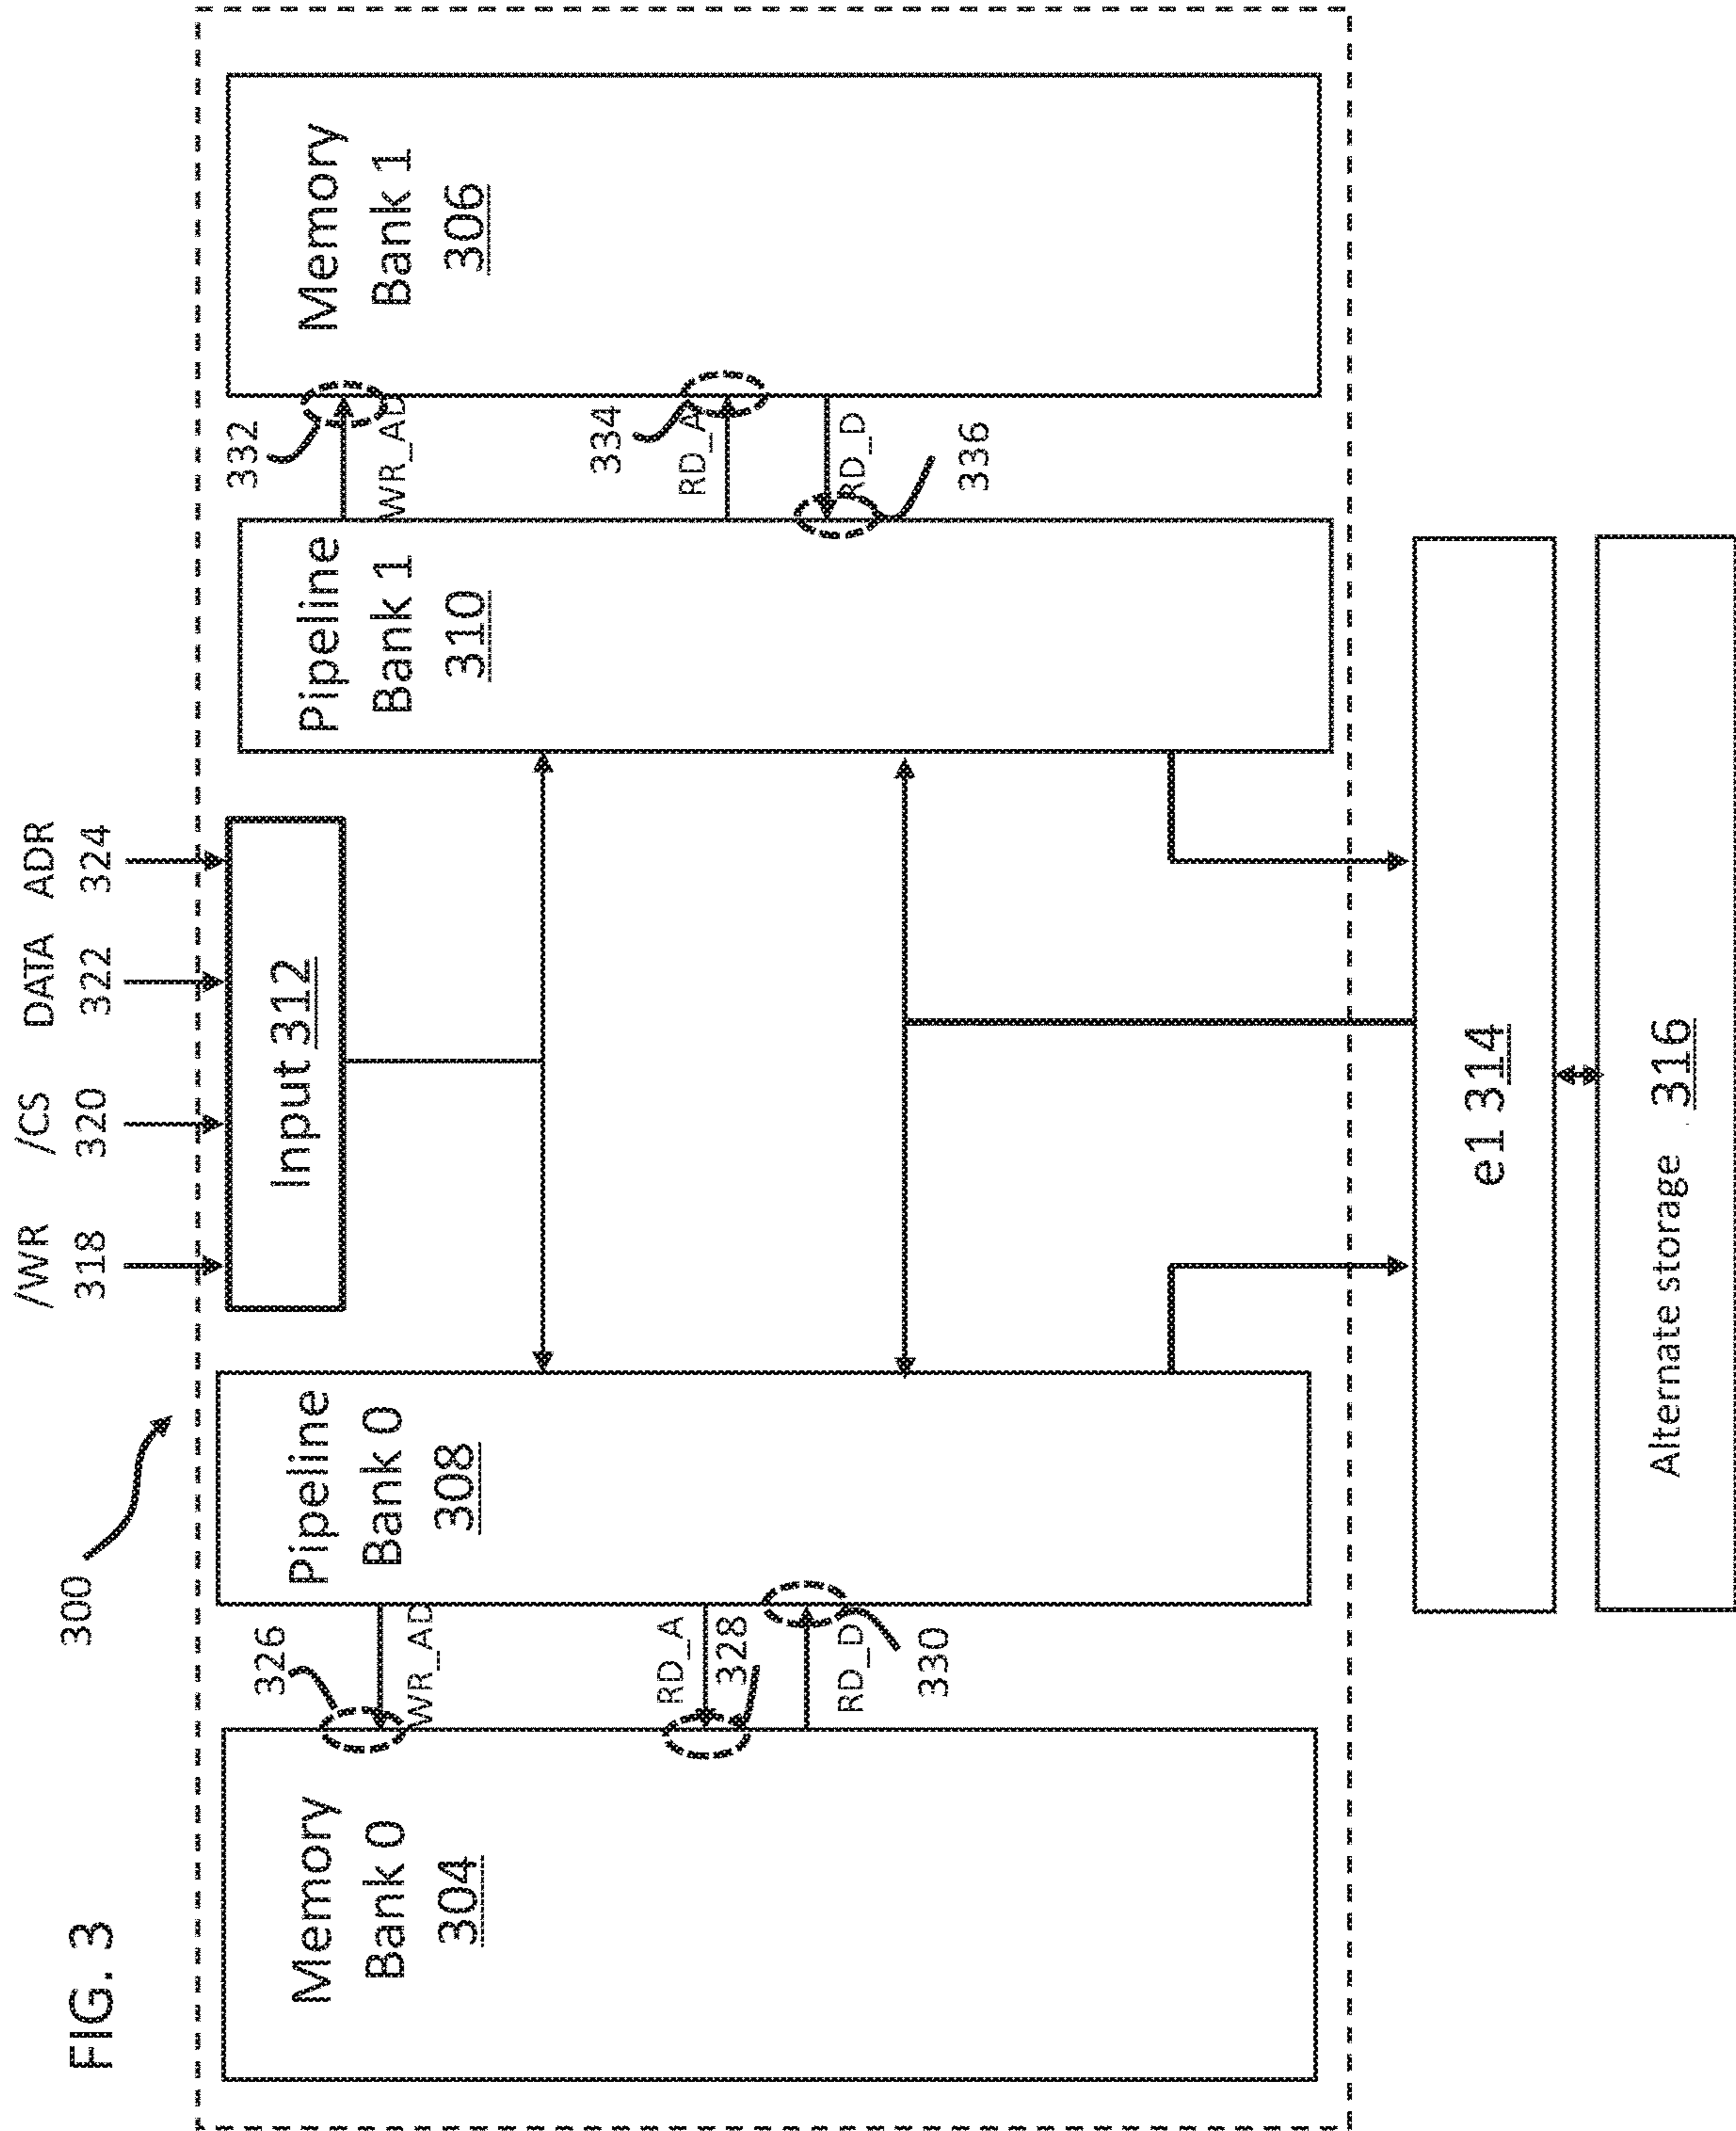 FIG. 3
300
/WR
318
/CS
320
DATA
322
ADR
324
Memory
Bank 0
304
326
WR_AD
RD_A
328
RD_D
330
Pipeline
Bank 0
308
Input 312
Pipeline
Bank 1
310
332
WR_AD
334
RD_A
RD_D
336
Memory
Bank 1
306
e1 314
Alternate storage 316